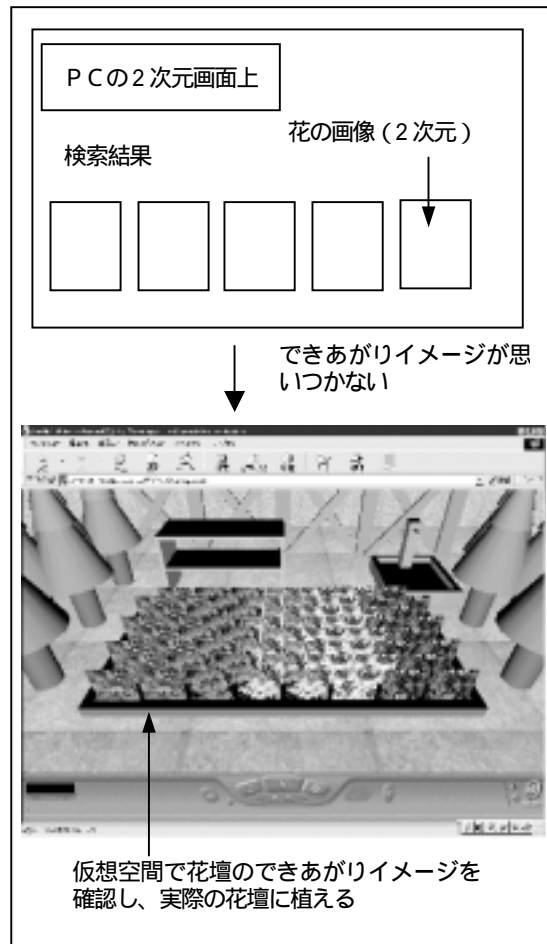 PCの2次元画面上
花の画像(2次元)
検索結果
できあがりイメージが思
いつかない
仮想空間で花壇のできあがりイメージを
確認し、実際の花壇に植える